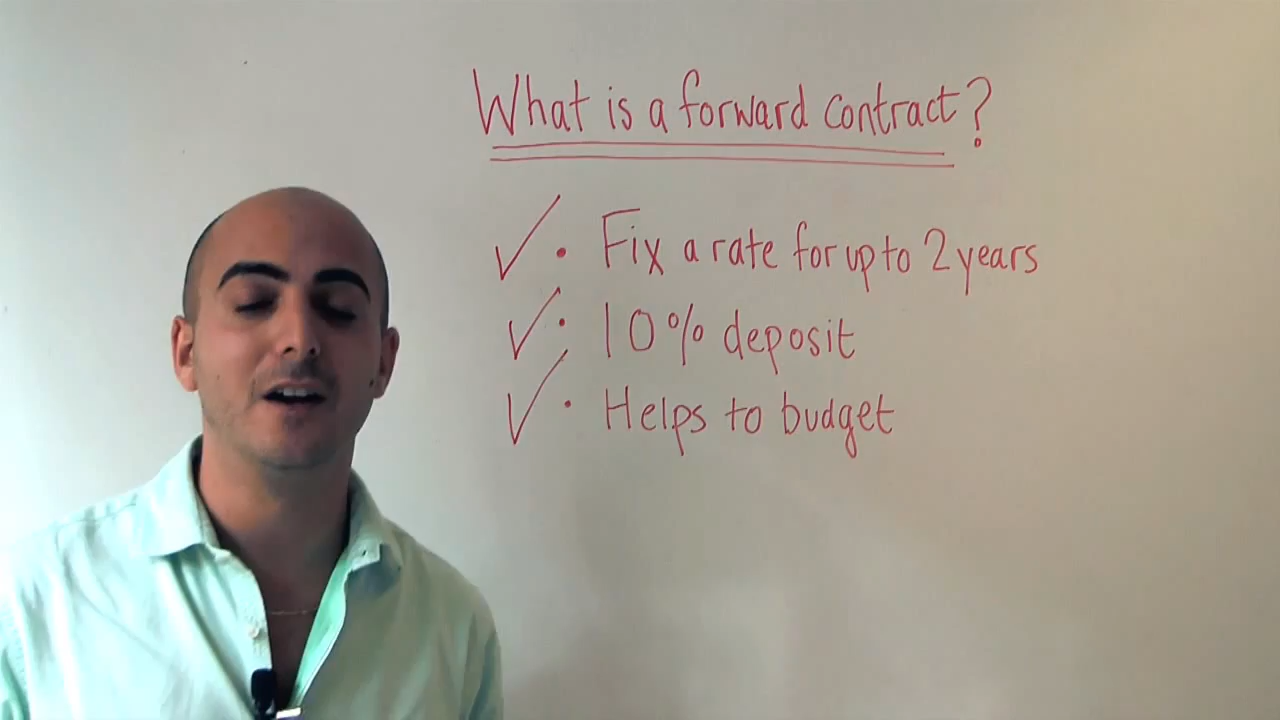 What is a forward contract?
✓ • Fix a rate for up to 2 years
✓ • 10% deposit
✓ • Helps to budget